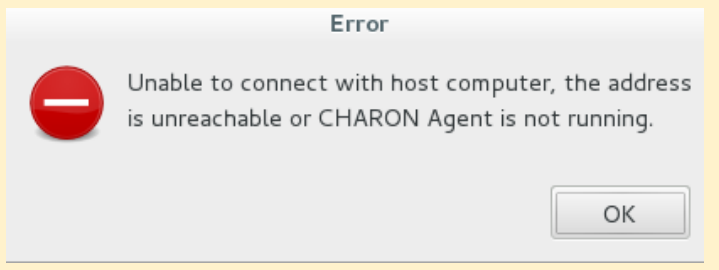 Error
Unable to connect with host computer, the address
is unreachable or CHARON Agent is not running.
OK